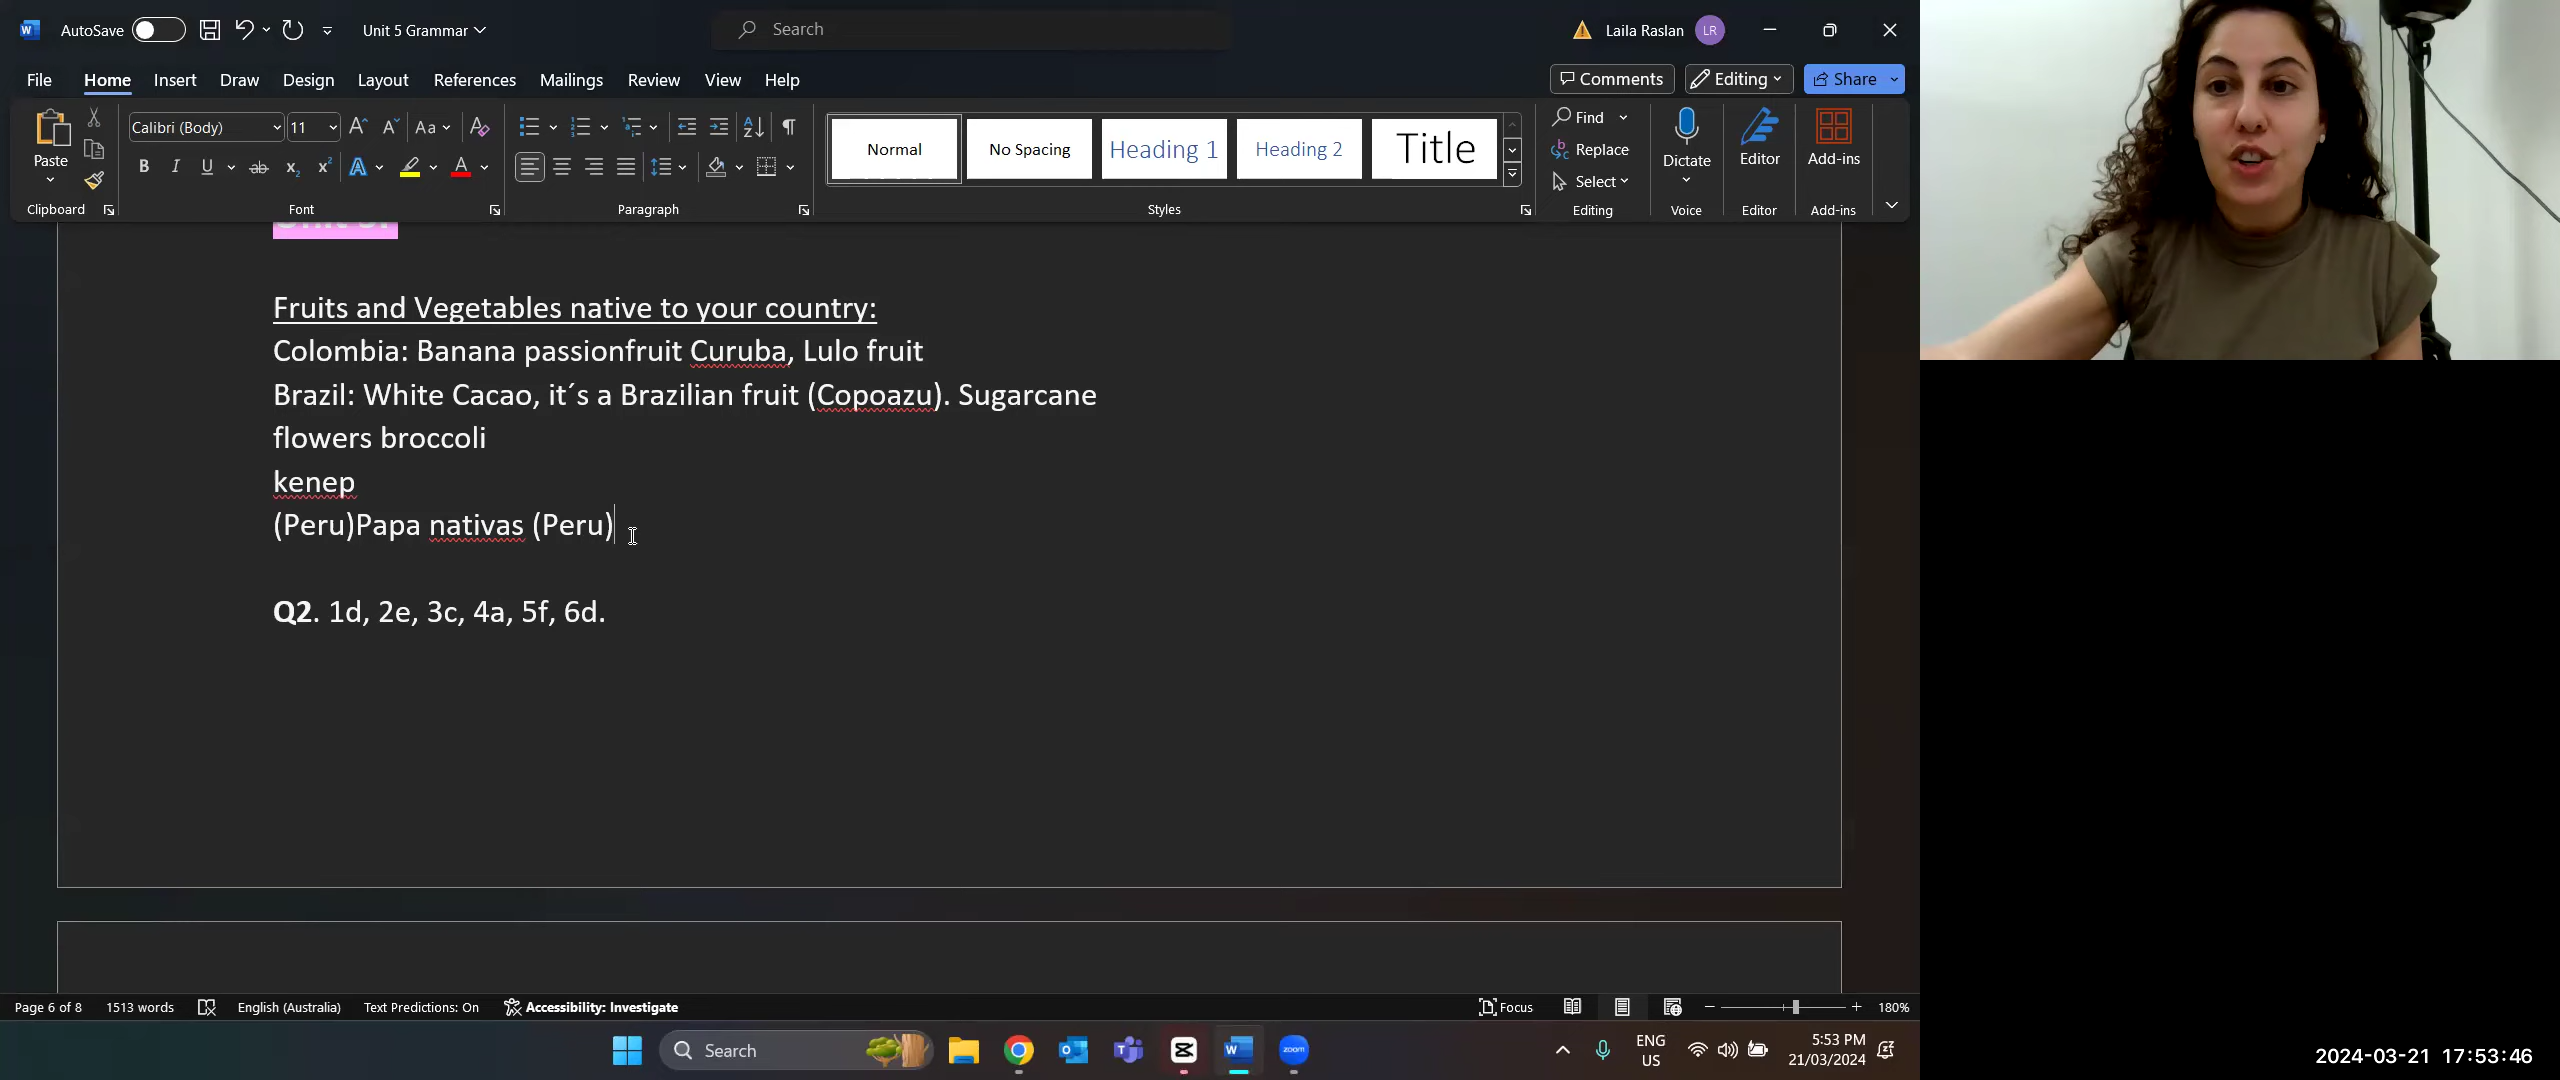 AutoSave
Unit 5 Grammar
Search
Laila Raslan
LR
File
Home
Insert
Draw
Design
Layout
References
Mailings
Review
View
Help
Comments
Editing
Share
Paste
Clipboard
Calibri (Body)
11
Font
Paragraph
Normal
No Spacing
Heading 1
Heading 2
Title
Styles
Find
Replace
Select
Editing
Dictate
Voice
Editor
Editor
Add-ins
Add-ins
Fruits and Vegetables native to your country:
Colombia: Banana passionfruit Curuba, Lulo fruit
Brazil: White Cacao, it´s a Brazilian fruit (Copoazu). Sugarcane
flowers broccoli
kenep
(Peru)Papa nativas (Peru)
Q2. 1d, 2e, 3c, 4a, 5f, 6d.
Page 6 of 8
1513 words
English (Australia)
Text Predictions: On
Accessibility: Investigate
Focus
180%
Search
zoom
ENG
US
5:53 PM
21/03/2024
2024-03-21 17:53:46